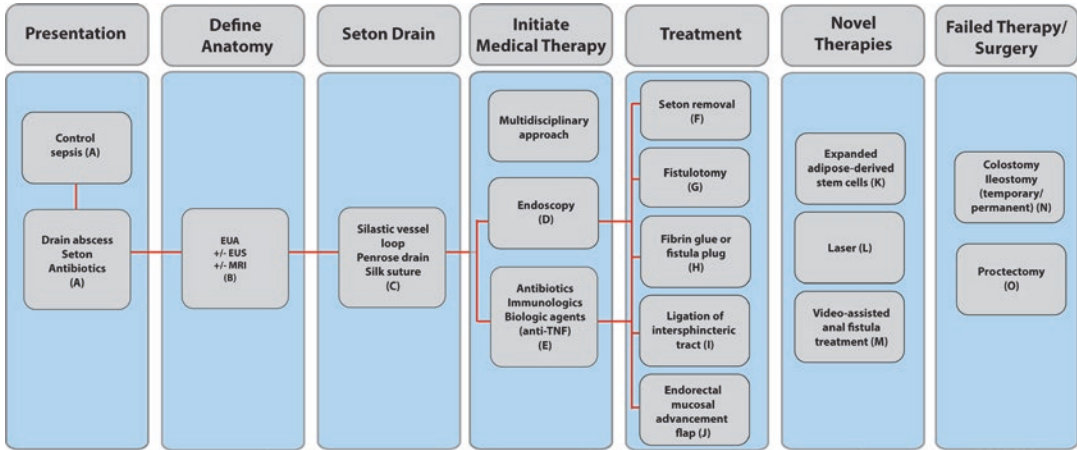 Presentation
Define
Anatomy
Seton Drain
Initiate
Medical Therapy
Treatment
Novel
Therapies
Failed Therapy/
Surgery
Control
sepsis (A)
Drain abscess
Seton
Antibiotics
(A)
EUA
+/- EUS
+/- MRI
(B)
Silastic vessel
loop
Penrose drain
Silk suture
(C)
Multidisciplinary
approach
Endoscopy
(D)
Antibiotics
Immunologics
Biologic agents
(anti-TNF)
(E)
Seton removal
(F)
Fistulotomy
(G)
Fibrin glue or
fistula plug
(H)
Ligation of
intersphincteric
tract (I)
Endorectal
mucosal
advancement
flap (J)
Expanded
adipose-derived
stem cells (K)
Laser (L)
Video-assisted
anal fistula
treatment (M)
Colostomy
Ileostomy
(temporary/
permanent) (N)
Proctectomy
(O)